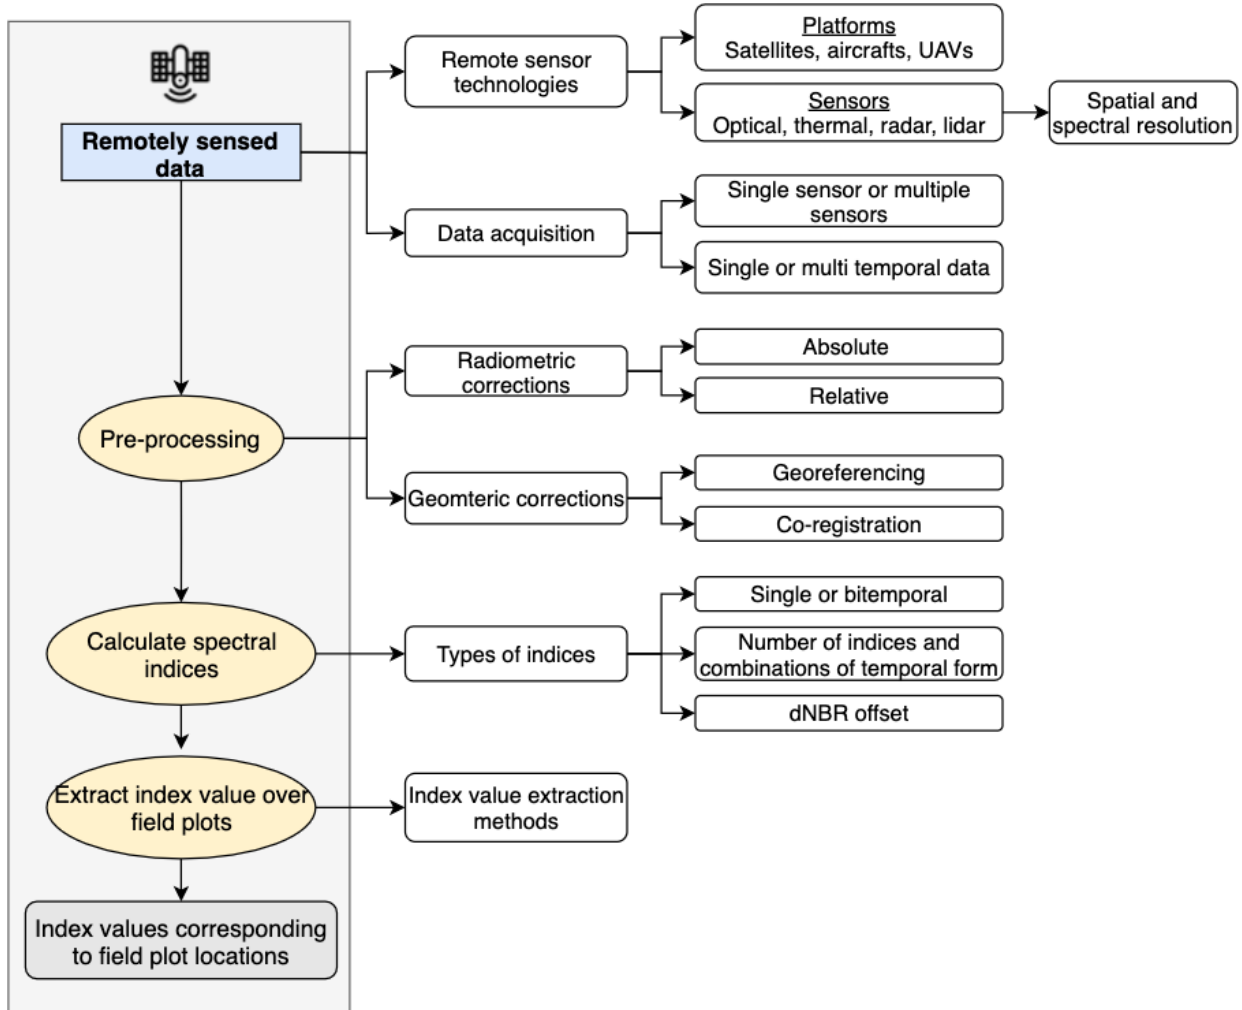 Remotely sensed
data
Remote sensor
technologies
Platforms
Satellites, aircrafts, UAVs
Sensors
Optical, thermal, radar, lidar
Spatial and
spectral resolution
Data acquisition
Single sensor or multiple
sensors
Single or multi temporal data
Pre-processing
Radiometric
corrections
Absolute
Relative
Geomteric corrections
Georeferencing
Co-registration
Calculate spectral
indices
Types of indices
Single or bitemporal
Number of indices and
combinations of temporal form
dNBR offset
Extract index value over
field plots
Index value extraction
methods
Index values corresponding
to field plot locations